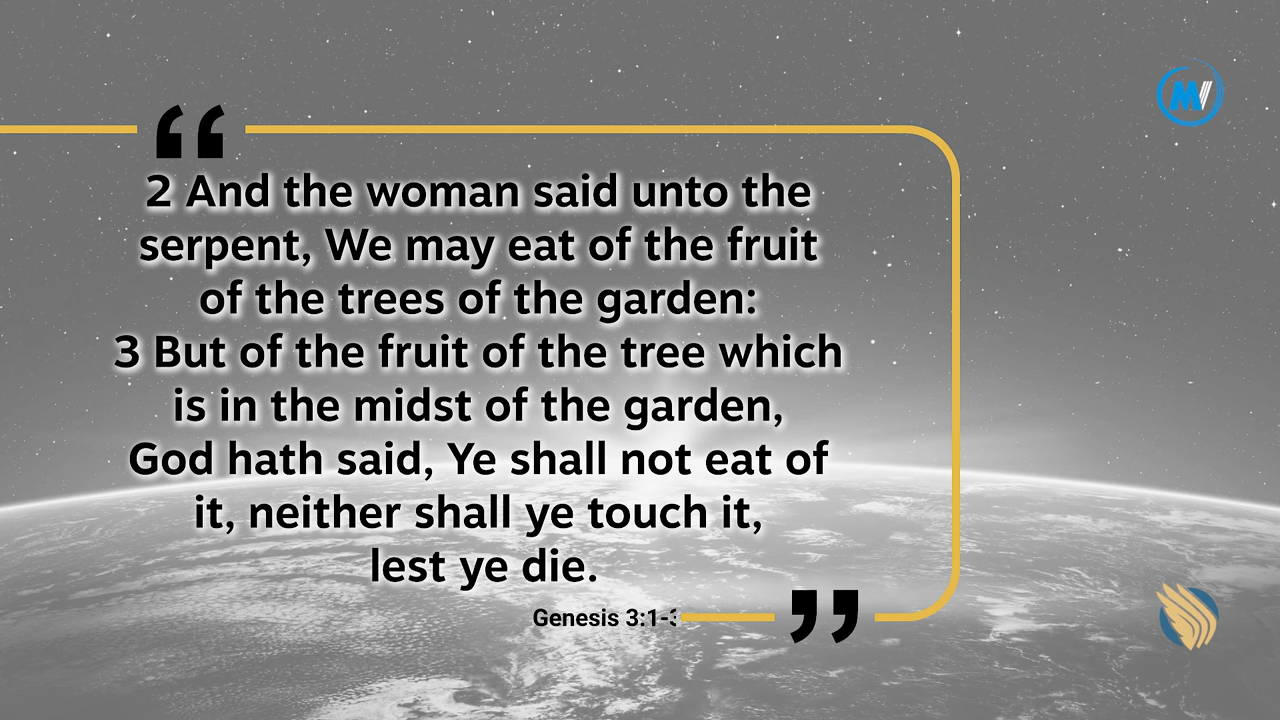 “
2 And the woman said unto the
serpent, We may eat of the fruit
of the trees of the garden:
3 But of the fruit of the tree which
is in the midst of the garden,
God hath said, Ye shall not eat of
it, neither shall ye touch it,
lest ye die.
Genesis 3:1-3
”
MV